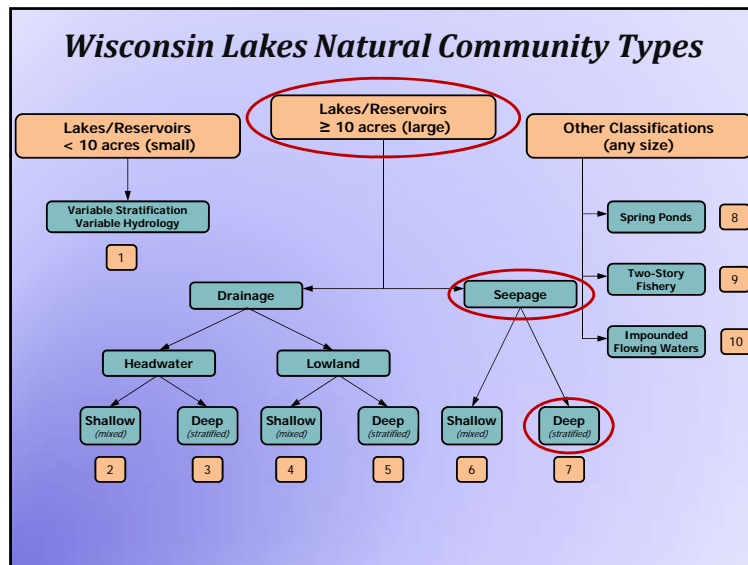 Wisconsin Lakes Natural Community Types
Lakes/Reservoirs
< 10 acres (small)
Lakes/Reservoirs
≥ 10 acres (large)
Other Classifications
(any size)
Variable Stratification
Variable Hydrology
1
Spring Ponds
8
Two-Story
Fishery
9
Impounded
Flowing Waters
10
Drainage
Seepage
Headwater
Lowland
Shallow
(mixed)
Deep
(stratified)
Shallow
(mixed)
Deep
(stratified)
Shallow
(mixed)
Deep
(stratified)
2
3
4
5
6
7